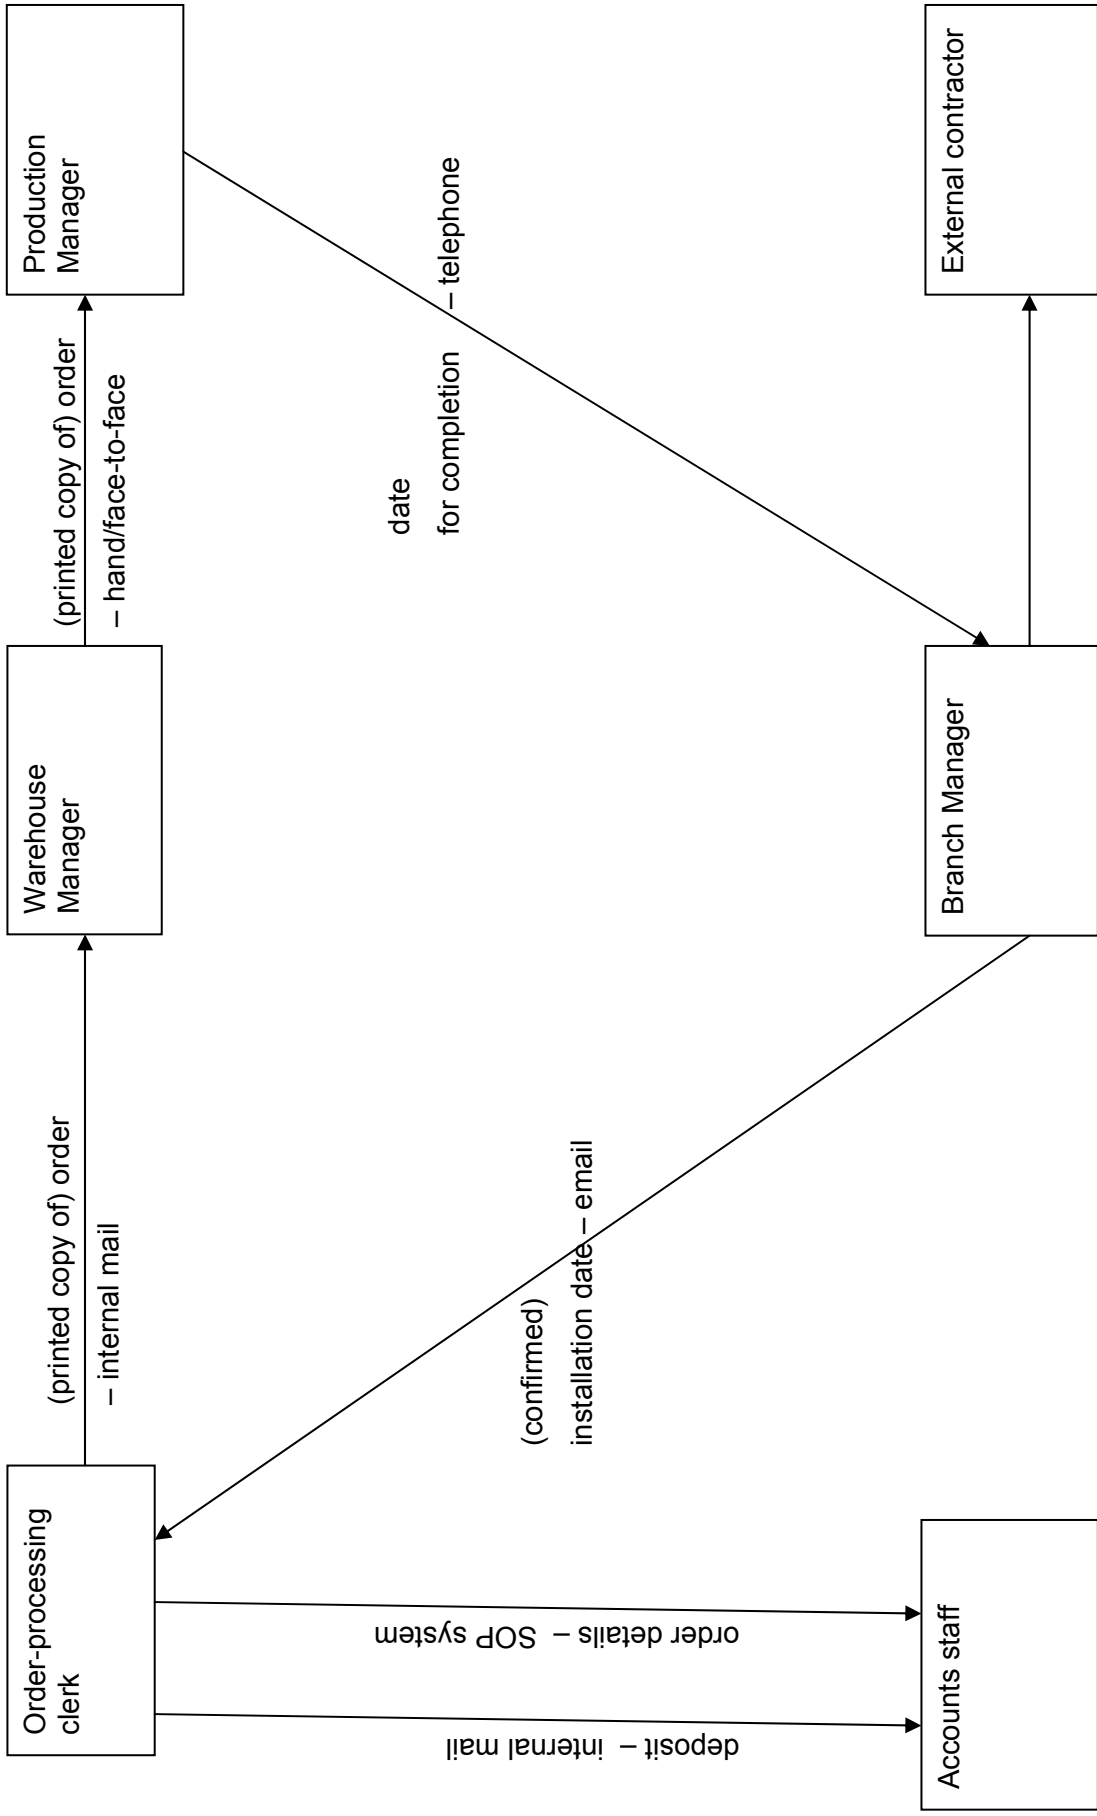 Order-processing
clerk
(printed copy of) order
– internal mail
Warehouse
Manager
(printed copy of) order
– hand/face-to-face
Production
Manager
date
for completion – telephone
(confirmed)
installation date – email
order details – SOP system
deposit – internal mail
Accounts staff
Branch Manager
External contractor